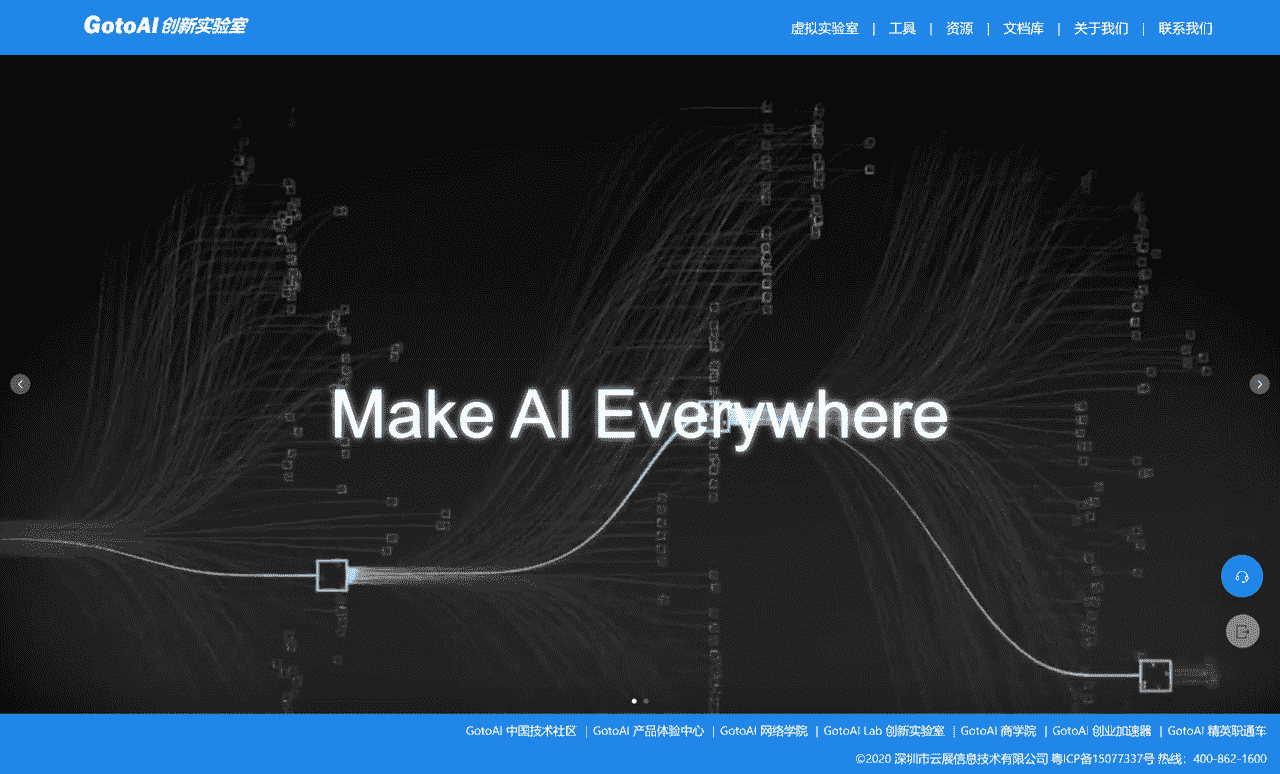 GotoAI 创新实验室
虚拟实验室 | 工具 | 资源 | 文档库 | 关于我们 | 联系我们
Make AI Everywhere
GotoAI 中国技术社区 | GotoAI 产品体验中心 | GotoAI 网络学院 | GotoAI Lab 创新实验室 | GotoAI 商学院 | GotoAI 创业加速器 | GotoAI 精英职通车
©2020 深圳市云展信息技术有限公司 粤ICP备15077337号 热线：400-862-1600